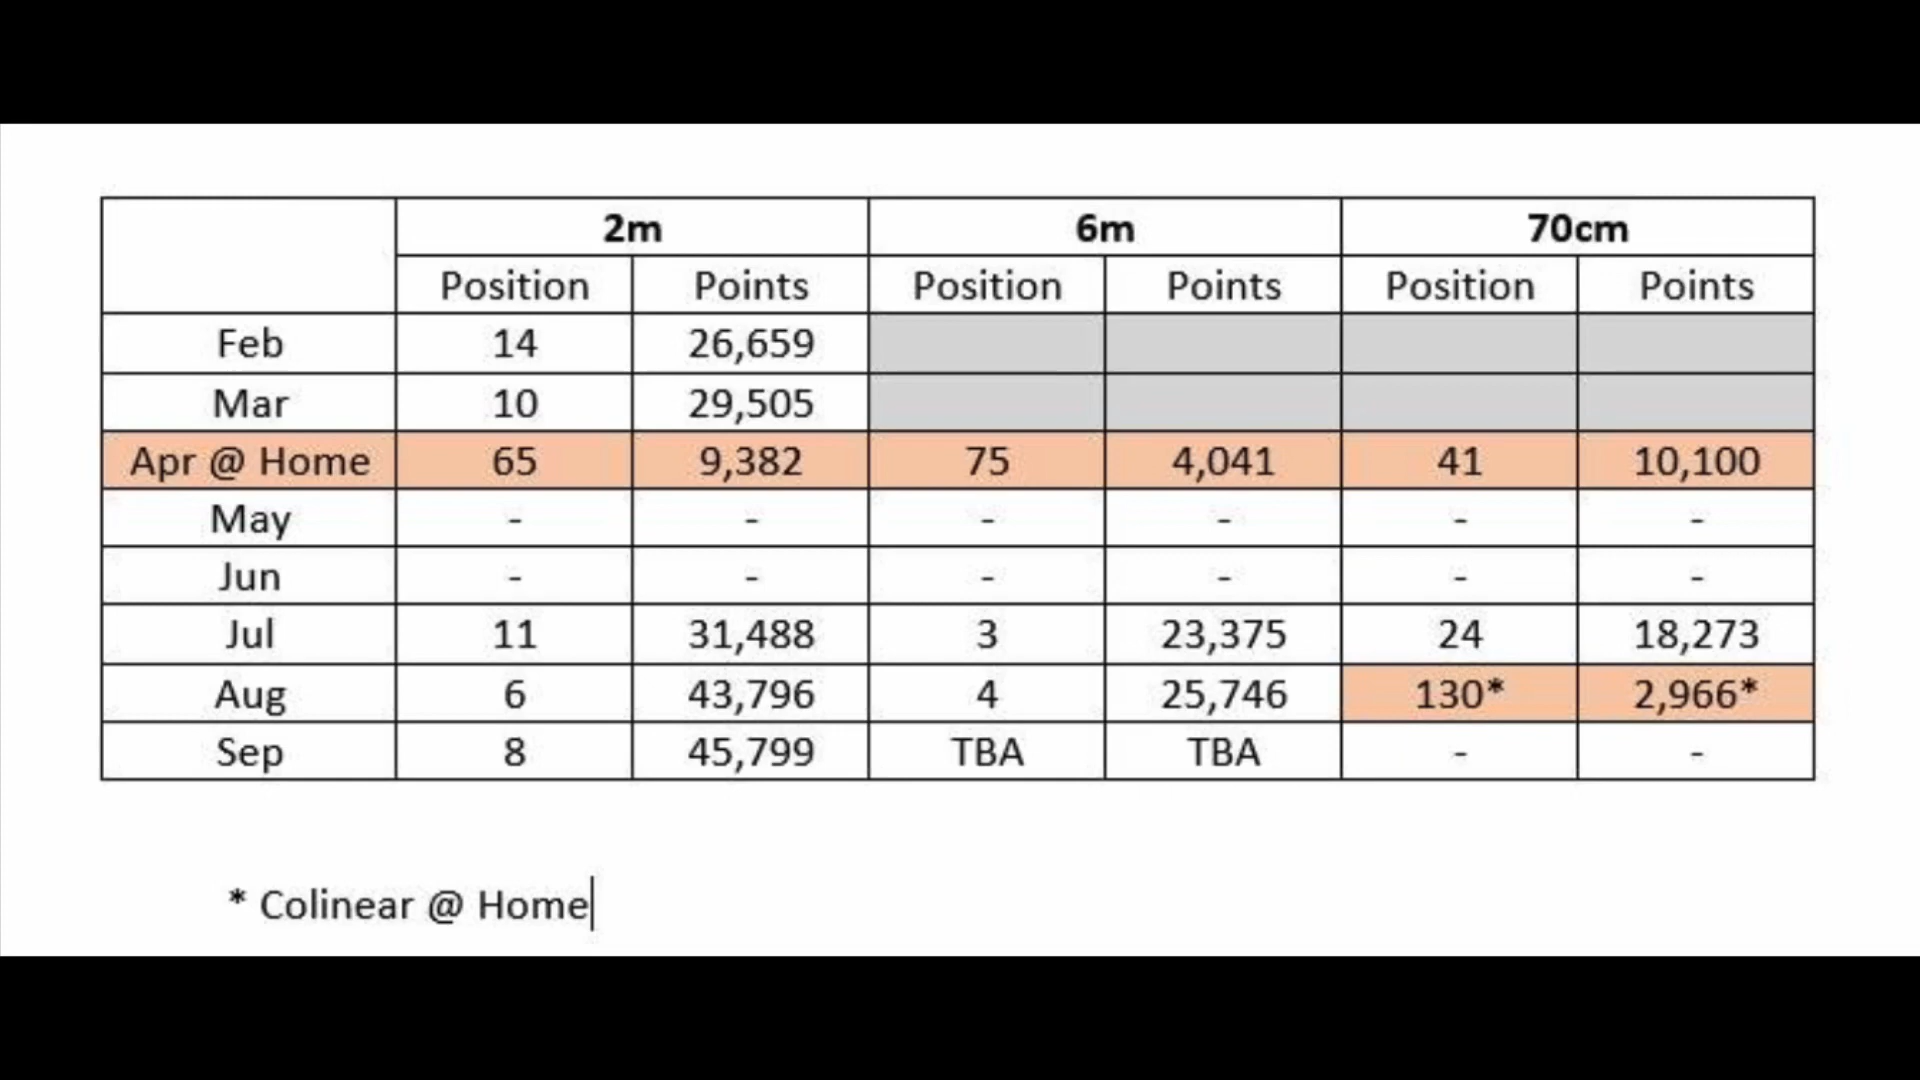 2m 6m 70cm
Position Points Position Points Position Points
Feb 14 26,659
Mar 10 29,505
Apr @ Home 65 9,382 75 4,041 41 10,100
May - - - - - -
Jun - - - - - -
Jul 11 31,488 3 23,375 24 18,273
Aug 6 43,796 4 25,746 130* 2,966*
Sep 8 45,799 TBA TBA - -
* Colinear @ Home